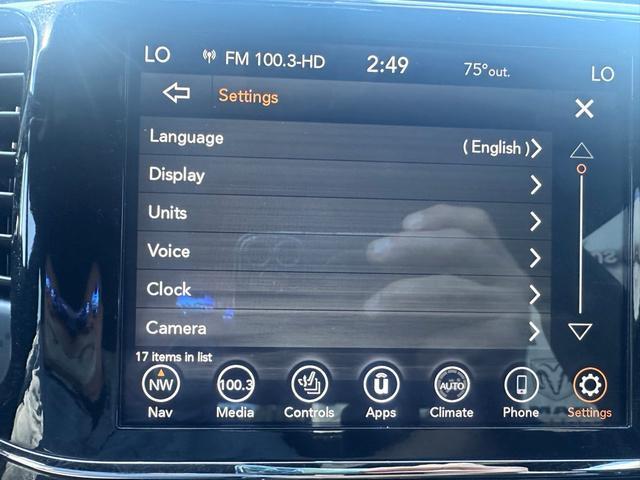 LO FM 100.3-HD 2:49 75°out. LO
Settings
Language (English)
Display
Units
Voice
Clock
Camera
17 items in list
NW 100.3 AUTO
Nav Media Controls Apps Climate Phone Settings